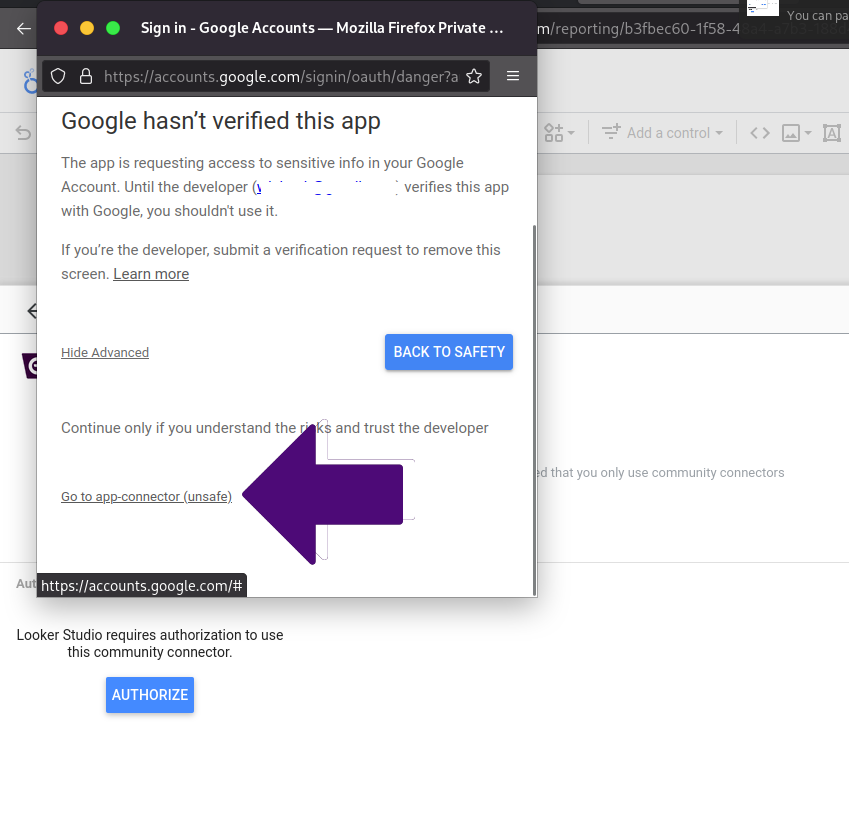 Sign in - Google Accounts — Mozilla Firefox Private …
You can pa
m/reporting/b3fbec60-1f58-4
https://accounts.google.com/signin/oauth/danger?a
Google hasn’t verified this app
The app is requesting access to sensitive info in your Google
Account. Until the developer ( ) verifies this app
with Google, you shouldn't use it.
If you’re the developer, submit a verification request to remove this
screen. Learn more
Add a control
Hide Advanced
BACK TO SAFETY
Continue only if you understand the risks and trust the developer
ed that you only use community connectors
Go to app-connector (unsafe)
https://accounts.google.com/#
Aut
Looker Studio requires authorization to use
this community connector.
AUTHORIZE